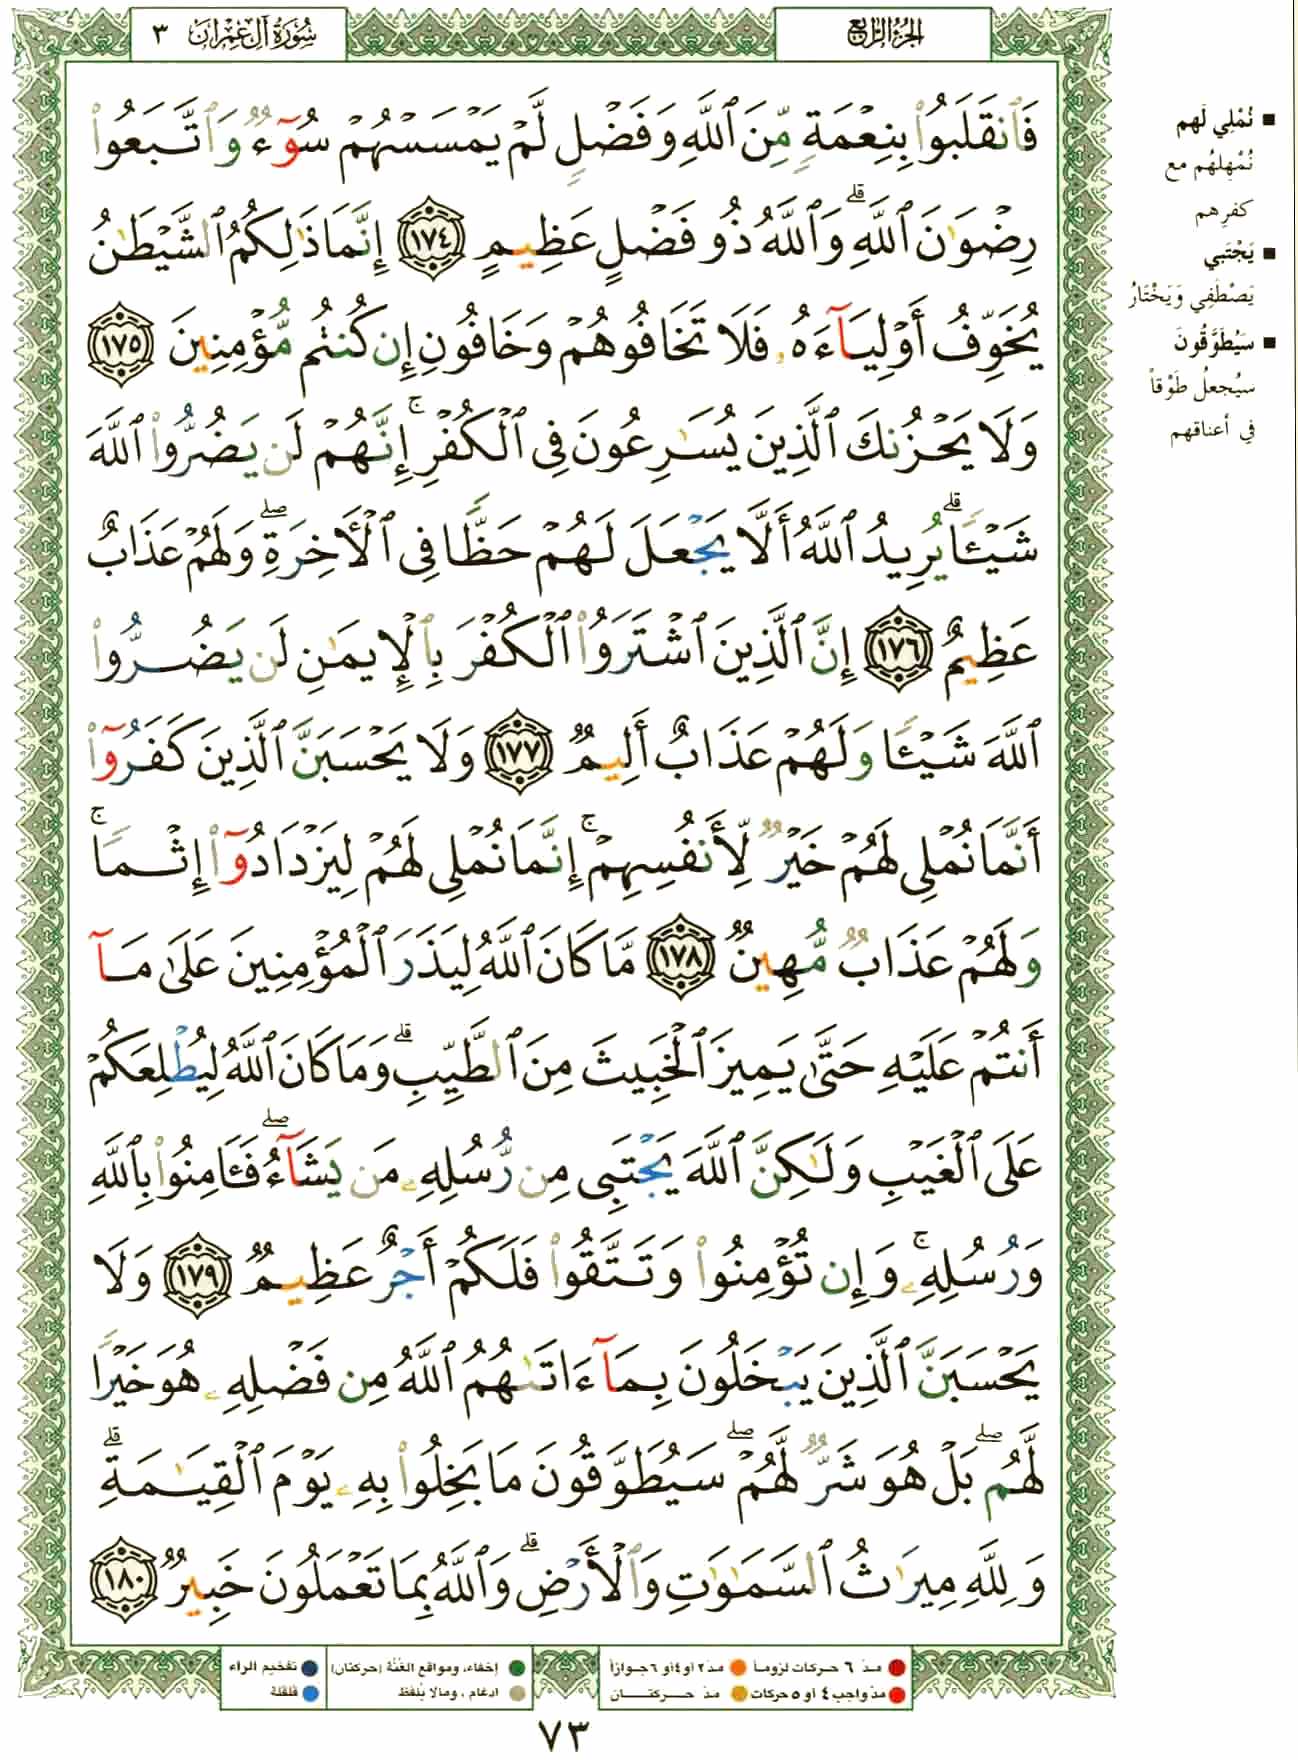 الجزء الرابع
سورة آل عمران ٣
فَٱنقَلَبُوا۟ بِنِعْمَةٍ مِّنَ ٱللَّهِ وَفَضْلٍ لَّمْ يَمْسَسْهُمْ سُوٓءٌ وَٱتَّبَعُوا۟
رِضْوَٰنَ ٱللَّهِ ۗ وَٱللَّهُ ذُو فَضْلٍ عَظِيمٍ ١٧٤ إِنَّمَا ذَٰلِكُمُ ٱلشَّيْطَٰنُ
يُخَوِّفُ أَوْلِيَآءَهُۥ فَلَا تَخَافُوهُمْ وَخَافُونِ إِن كُنتُم مُّؤْمِنِينَ ١٧٥
وَلَا يَحْزُنكَ ٱلَّذِينَ يُسَٰرِعُونَ فِى ٱلْكُفْرِ ۚ إِنَّهُمْ لَن يَضُرُّوا۟ ٱللَّهَ
شَيْـًٔا ۗ يُرِيدُ ٱللَّهُ أَلَّا يَجْعَلَ لَهُمْ حَظًّا فِى ٱلْـَٔاخِرَةِ ۖ وَلَهُمْ عَذَابٌ
عَظِيمٌ ١٧٦ إِنَّ ٱلَّذِينَ ٱشْتَرَوُا۟ ٱلْكُفْرَ بِٱلْإِيمَٰنِ لَن يَضُرُّوا۟
ٱللَّهَ شَيْـًٔا وَلَهُمْ عَذَابٌ أَلِيمٌ ١٧٧ وَلَا يَحْسَبَنَّ ٱلَّذِينَ كَفَرُوٓا۟
أَنَّمَا نُمْلِى لَهُمْ خَيْرٌ لِّأَنفُسِهِمْ ۚ إِنَّمَا نُمْلِى لَهُمْ لِيَزْدَادُوٓا۟ إِثْمًا ۚ
وَلَهُمْ عَذَابٌ مُّهِينٌ ١٧٨ مَّا كَانَ ٱللَّهُ لِيَذَرَ ٱلْمُؤْمِنِينَ عَلَىٰ مَآ
أَنتُمْ عَلَيْهِ حَتَّىٰ يَمِيزَ ٱلْخَبِيثَ مِنَ ٱلطَّيِّبِ ۗ وَمَا كَانَ ٱللَّهُ لِيُطْلِعَكُمْ
عَلَى ٱلْغَيْبِ وَلَٰكِنَّ ٱللَّهَ يَجْتَبِى مِن رُّسُلِهِۦ مَن يَشَآءُ ۖ فَـَٔامِنُوا۟ بِٱللَّهِ
وَرُسُلِهِۦ ۚ وَإِن تُؤْمِنُوا۟ وَتَتَّقُوا۟ فَلَكُمْ أَجْرٌ عَظِيمٌ ١٧٩ وَلَا
يَحْسَبَنَّ ٱلَّذِينَ يَبْخَلُونَ بِمَآ ءَاتَىٰهُمُ ٱللَّهُ مِن فَضْلِهِۦ هُوَ خَيْرًا
لَّهُم ۖ بَلْ هُوَ شَرٌّ لَّهُمْ ۖ سَيُطَوَّقُونَ مَا بَخِلُوا۟ بِهِۦ يَوْمَ ٱلْقِيَٰمَةِ ۗ
وَلِلَّهِ مِيرَٰثُ ٱلسَّمَٰوَٰتِ وَٱلْأَرْضِ ۗ وَٱللَّهُ بِمَا تَعْمَلُونَ خَبِيرٌ ١٨٠
■ نُمْلِي لَهم
نُمْهِلهُم مع
كفرِهم
■ يَجْتَبي
يَصْطَفِي وَيَخْتَارُ
■ سَيُطَوَّقُونَ
سيُجعلُ طَوْقاً
في أعناقهم
مدّ ٦ حركات لزوماً مدّ ٢ أو ٤ أو ٦ جوازاً
مدّ واجب ٤ أو ٥ حركات مدّ حركتان
إخفاء، ومواقع الغُنَّة (حركتان)
ادغام، ومالا يُلفظ
تفخيم الراء
قلقلة
٧٣